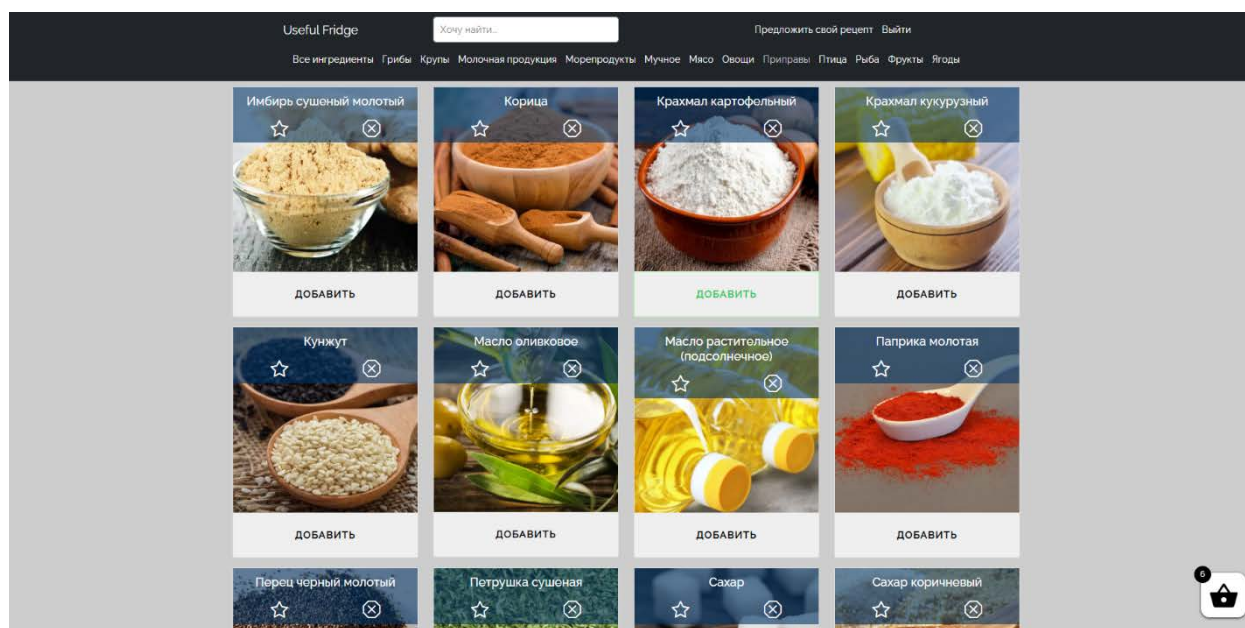 Useful Fridge
Хочу найти...
Предложить свой рецепт Выйти
Все ингредиенты Грибы Крупы Молочная продукция Морепродукты Мучное Мясо Овощи Приправы Птица Рыба Фрукты Ягоды
Имбирь сушеный молотый
Корица
Крахмал картофельный
Крахмал кукурузный
ДОБАВИТЬ
ДОБАВИТЬ
ДОБАВИТЬ
ДОБАВИТЬ
Кунжут
Масло оливковое
Масло растительное
(подсолнечное)
Паприка молотая
ДОБАВИТЬ
ДОБАВИТЬ
ДОБАВИТЬ
ДОБАВИТЬ
Перец черный молотый
Петрушка сушеная
Сахар
Сахар коричневый
6